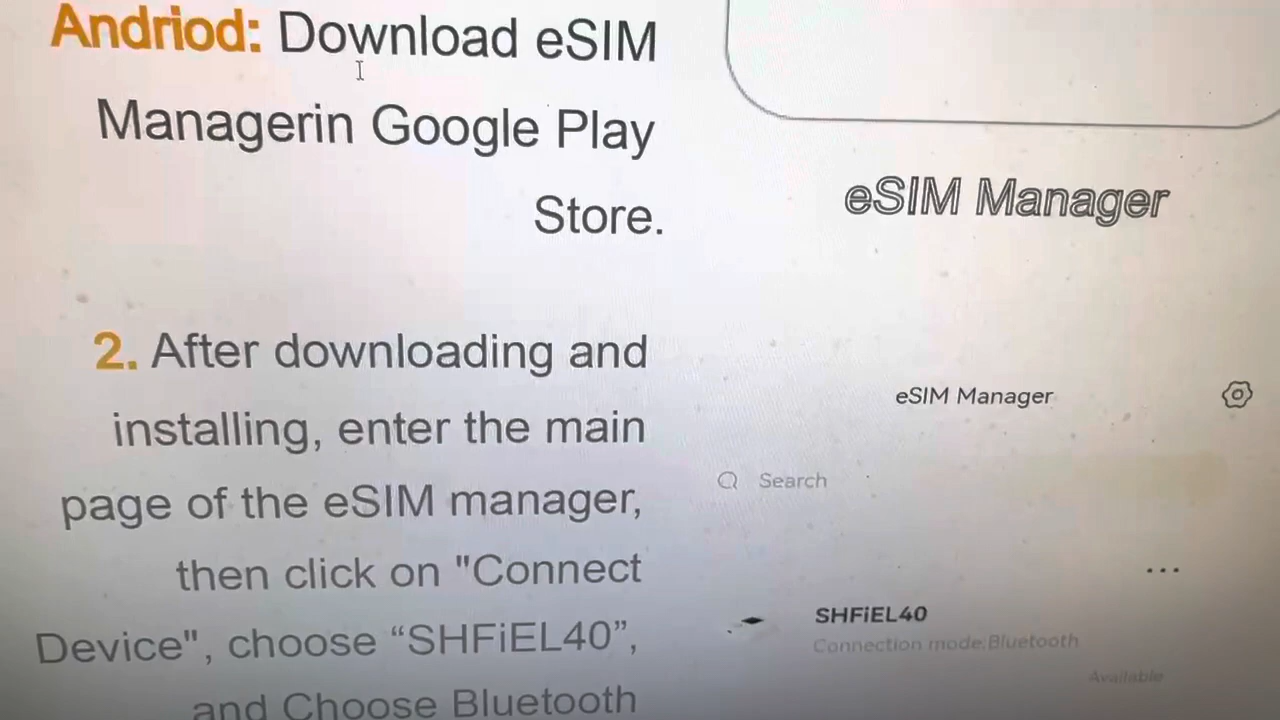 Andriod: Download eSIM
Managerin Google Play
Store.
2. After downloading and
installing, enter the main
page of the eSIM manager,
then click on "Connect
Device", choose “SHFiEL40”,
and Choose Bluetooth
eSIM Manager
eSIM Manager
Search
...
SHFiEL40
Connection mode:Bluetooth
Available